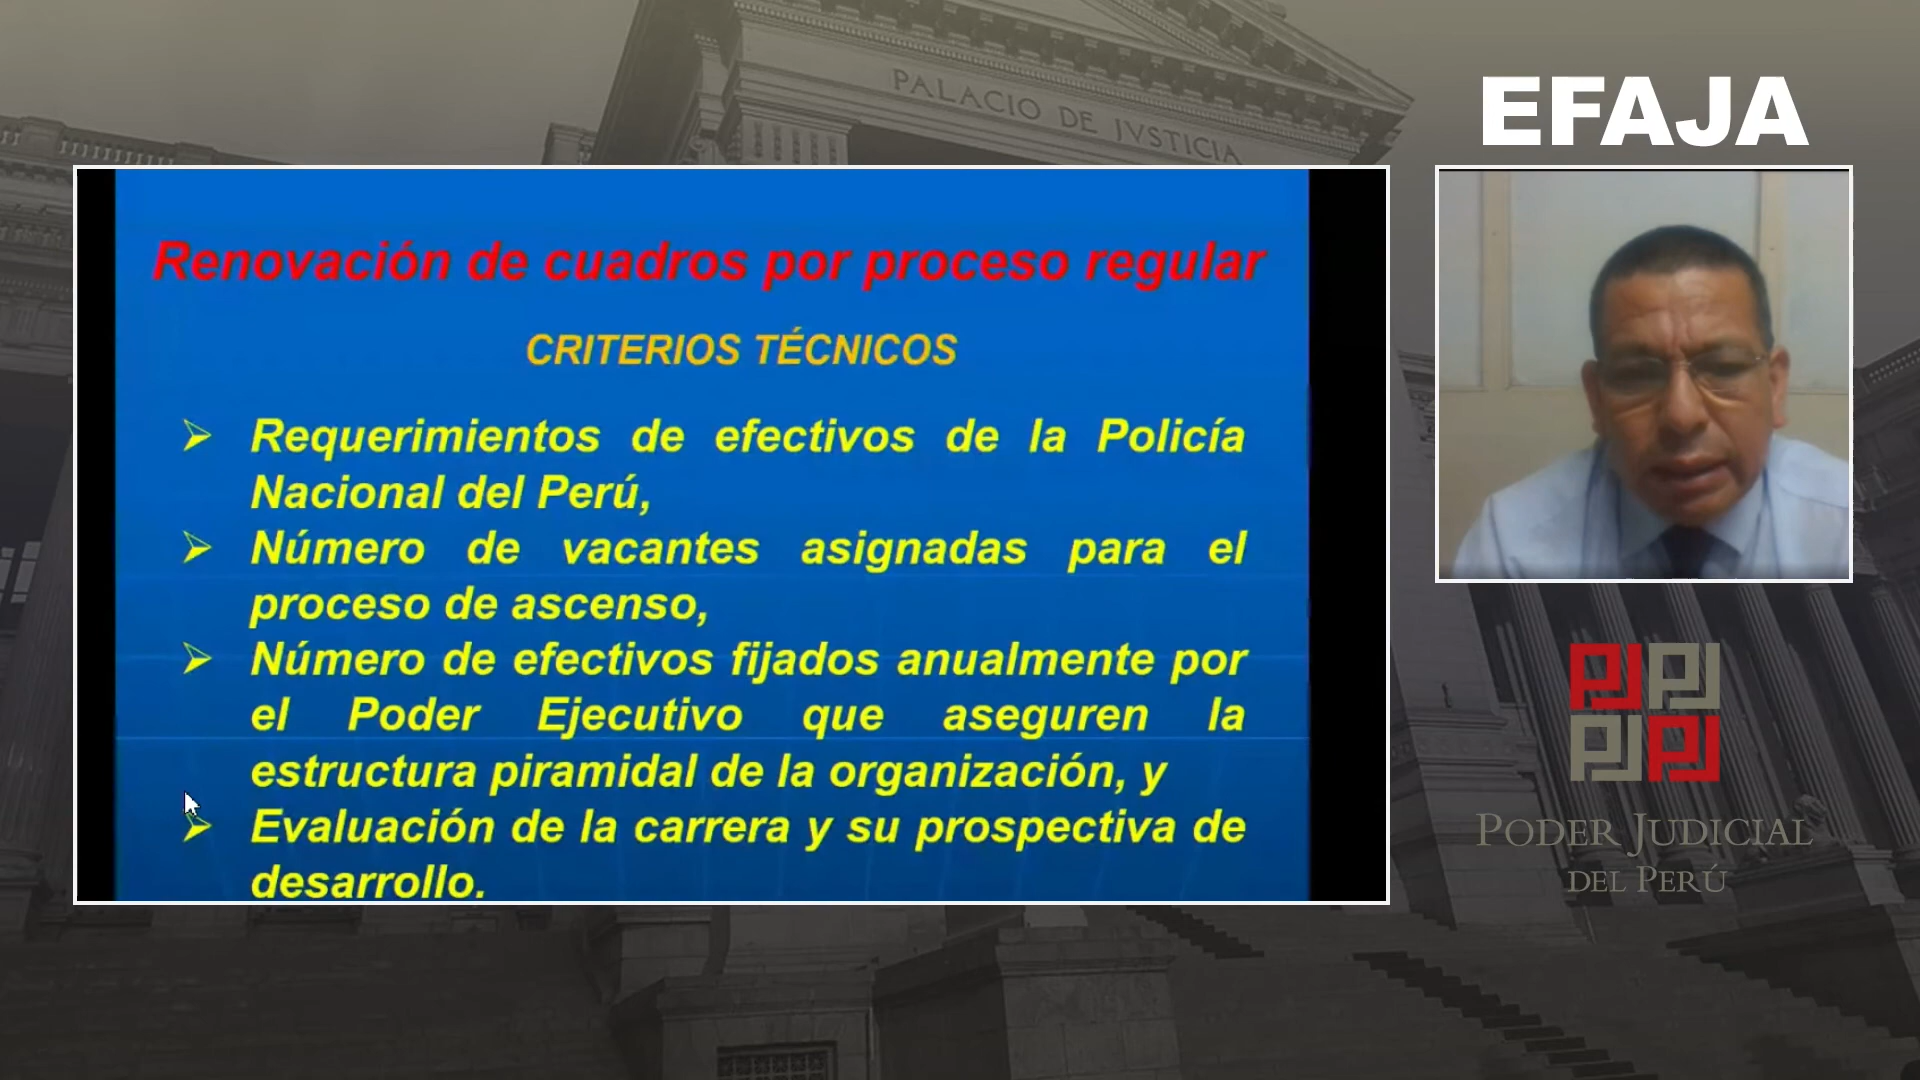 PALACIO DE JVSTICIA
EFAJA
Renovación de cuadros por proceso regular
CRITERIOS TÉCNICOS
Requerimientos de efectivos de la Policía
Nacional del Perú,
Número de vacantes asignadas para el
proceso de ascenso,
Número de efectivos fijados anualmente por
el Poder Ejecutivo que aseguren la
estructura piramidal de la organización, y
Evaluación de la carrera y su prospectiva de
desarrollo.
PODER JUDICIAL
DEL PERÚ